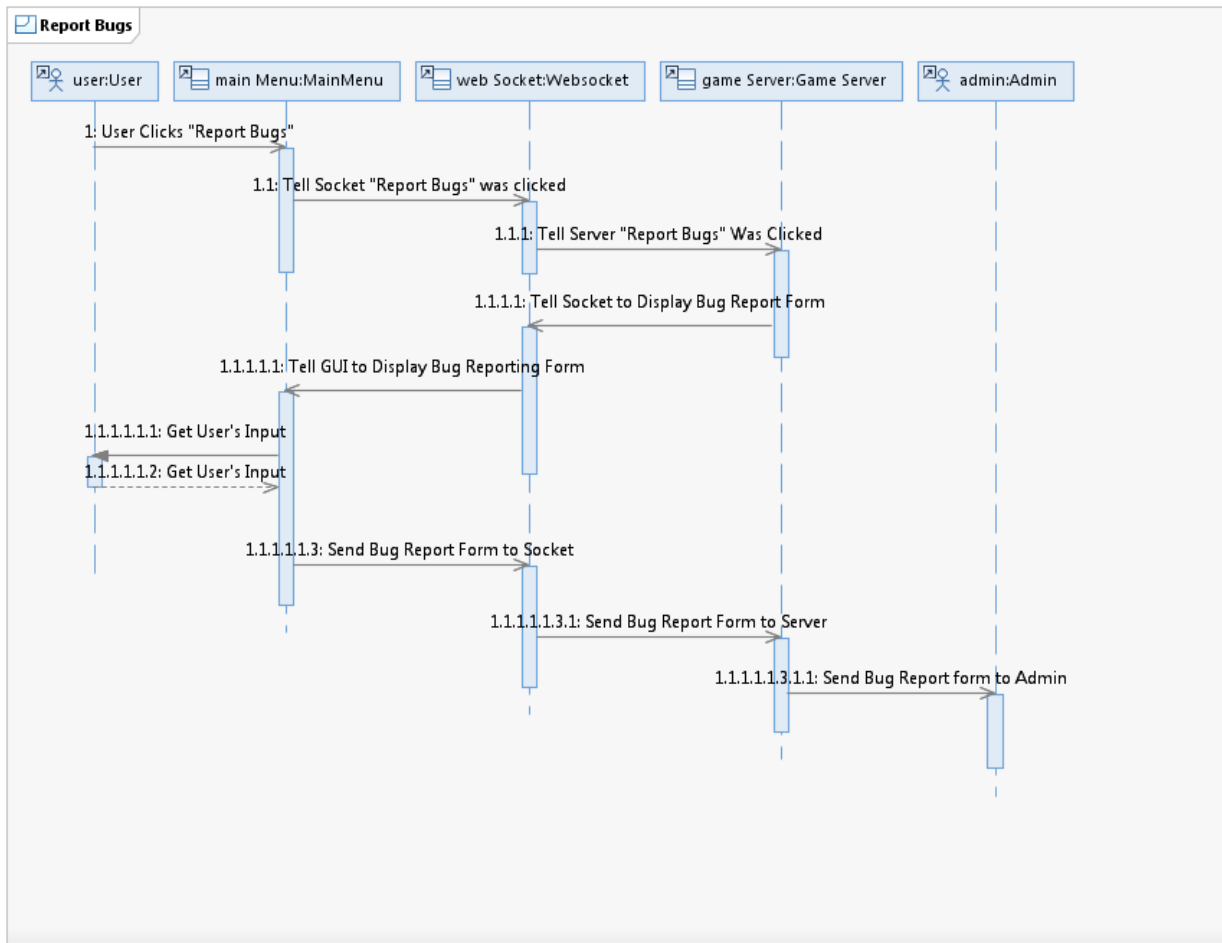 Report Bugs
user:User
main Menu:MainMenu
web Socket:Websocket
game Server:Game Server
admin:Admin
1: User Clicks "Report Bugs"
1.1: Tell Socket "Report Bugs" was clicked
1.1.1: Tell Server "Report Bugs" Was Clicked
1.1.1.1: Tell Socket to Display Bug Report Form
1.1.1.1.1: Tell GUI to Display Bug Reporting Form
1.1.1.1.1.1: Get User's Input
1.1.1.1.1.2: Get User's Input
1.1.1.1.1.3: Send Bug Report Form to Socket
1.1.1.1.1.3.1: Send Bug Report Form to Server
1.1.1.1.1.3.1.1: Send Bug Report form to Admin